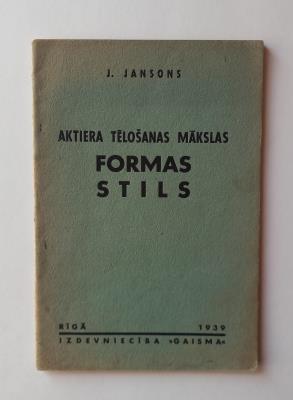 J. JANSONS
AKTIERA TĒLOŠANAS MĀKSLAS
FORMAS
STILS
RĪGĀ 1939
IZDEVNIECĪBA »GAISMA«